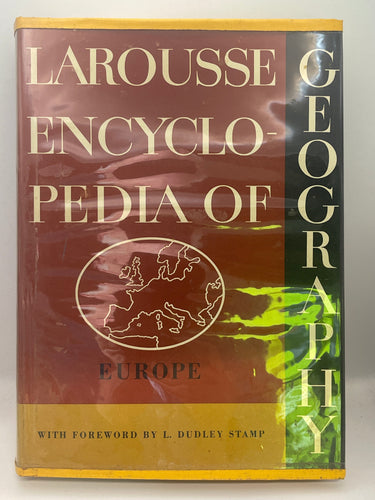 LAROUSSE
ENCYCLO-
PEDIA OF
GEOGRAPHY
EUROPE
WITH FOREWORD BY L. DUDLEY STAMP